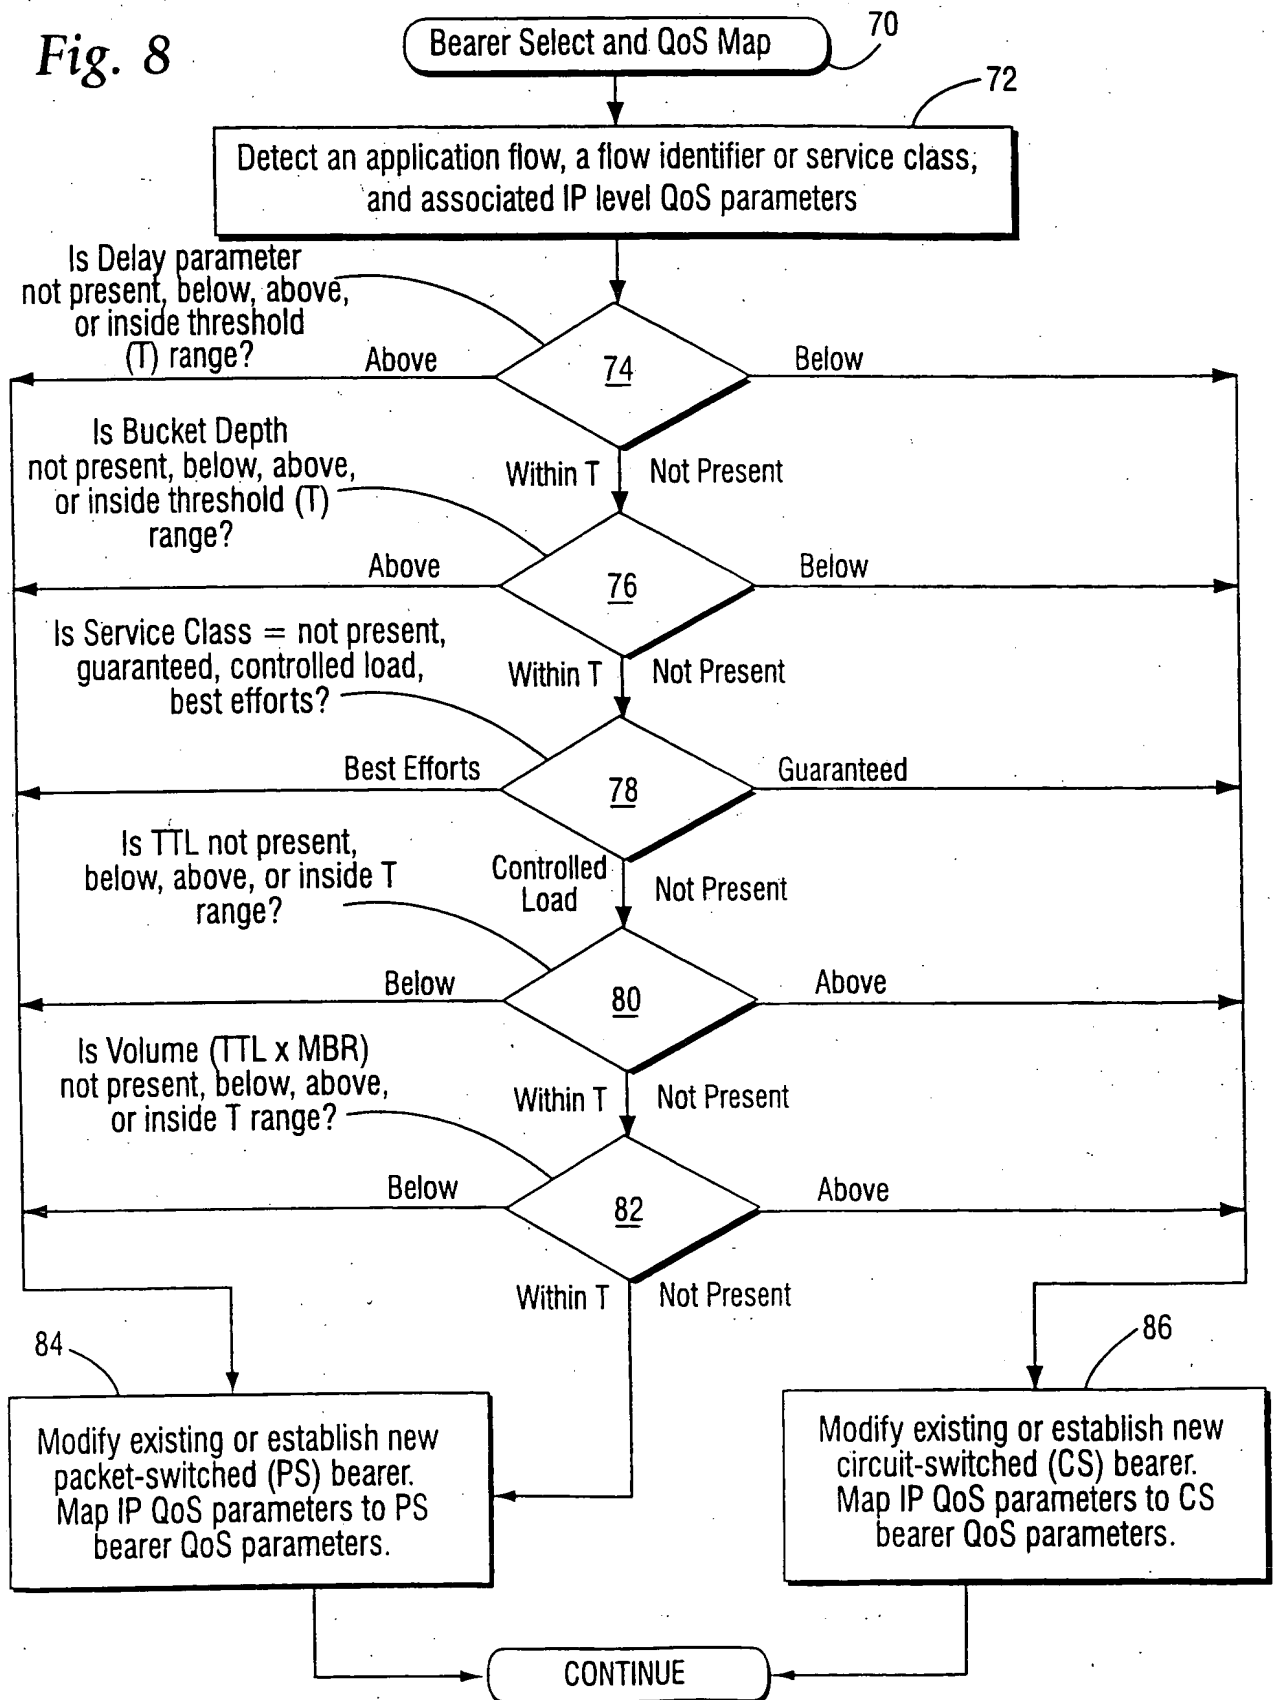 Fig. 8
Bearer Select and QoS Map
70
72
Detect an application flow, a flow identifier or service class,
and associated IP level QoS parameters
Is Delay parameter
not present, below, above,
or inside threshold
(T) range?
Above
74
Below
Within T
Not Present
Is Bucket Depth
not present, below, above,
or inside threshold (T)
range?
Above
76
Below
Within T
Not Present
Is Service Class = not present,
guaranteed, controlled load,
best efforts?
Best Efforts
78
Guaranteed
Controlled
Load
Not Present
Is TTL not present,
below, above, or inside T
range?
Below
80
Above
Within T
Not Present
Is Volume (TTL x MBR)
not present, below, above,
or inside T range?
Below
82
Above
Within T
Not Present
84
Modify existing or establish new
packet-switched (PS) bearer.
Map IP QoS parameters to PS
bearer QoS parameters.
86
Modify existing or establish new
circuit-switched (CS) bearer.
Map IP QoS parameters to CS
bearer QoS parameters.
CONTINUE